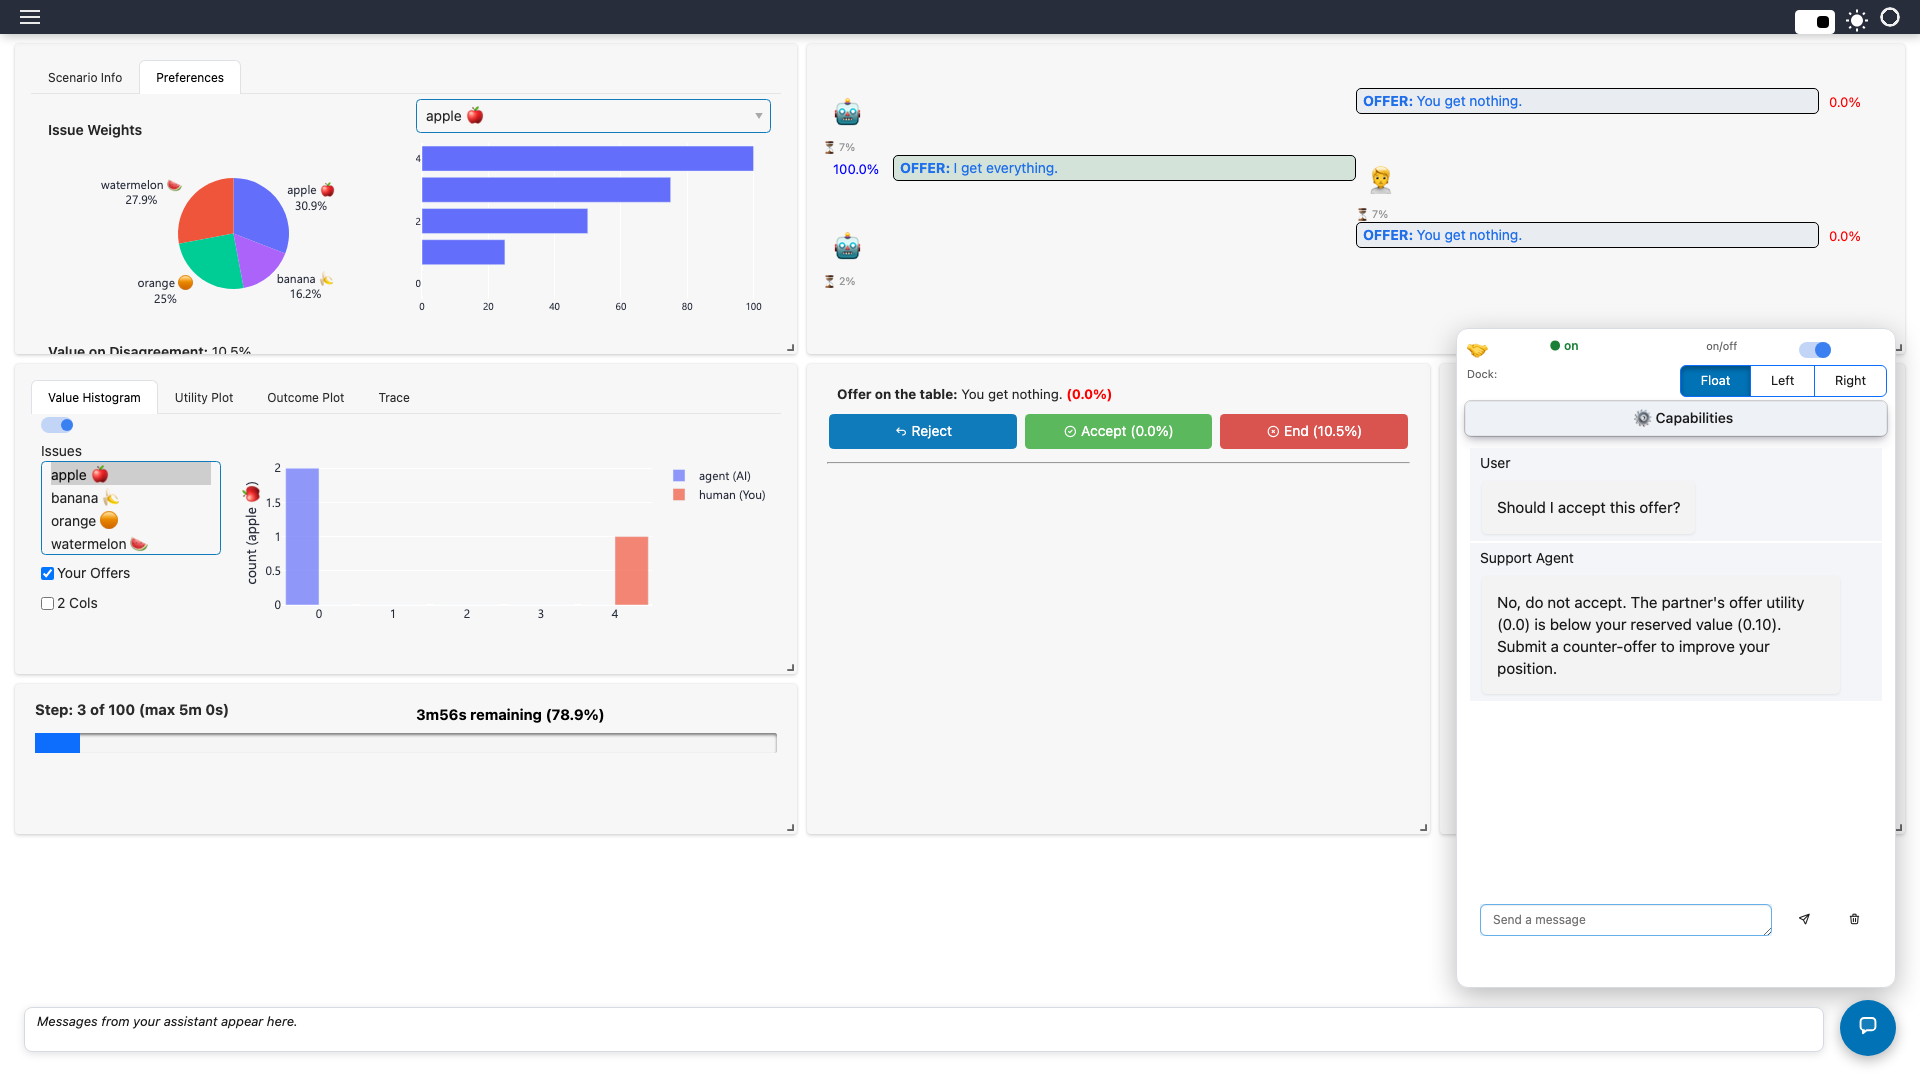 Scenario Info
Preferences
Issue Weights
apple 🍎
watermelon 🍉
27.9%
apple 🍎
30.9%
orange 🟠
25%
banana 🍌
16.2%
4
2
0
0
20
40
60
80
100
Value on Disagreement: 10.5%
OFFER: You get nothing.
0.0%
7%
100.0%
OFFER: I get everything.
7%
OFFER: You get nothing.
0.0%
2%
Value Histogram
Utility Plot
Outcome Plot
Trace
Issues
apple 🍎
banana 🍌
orange 🟠
watermelon 🍉
Your Offers
2 Cols
count (apple 🍎)
2
1.5
1
0.5
0
0
1
2
3
4
agent (AI)
human (You)
Step: 3 of 100 (max 5m 0s)
3m56s remaining (78.9%)
Offer on the table: You get nothing. (0.0%)
Reject
Accept (0.0%)
End (10.5%)
on
on/off
Dock:
Float
Left
Right
Capabilities
User
Should I accept this offer?
Support Agent
No, do not accept. The partner's offer utility
(0.0) is below your reserved value (0.10).
Submit a counter-offer to improve your
position.
Send a message
Messages from your assistant appear here.